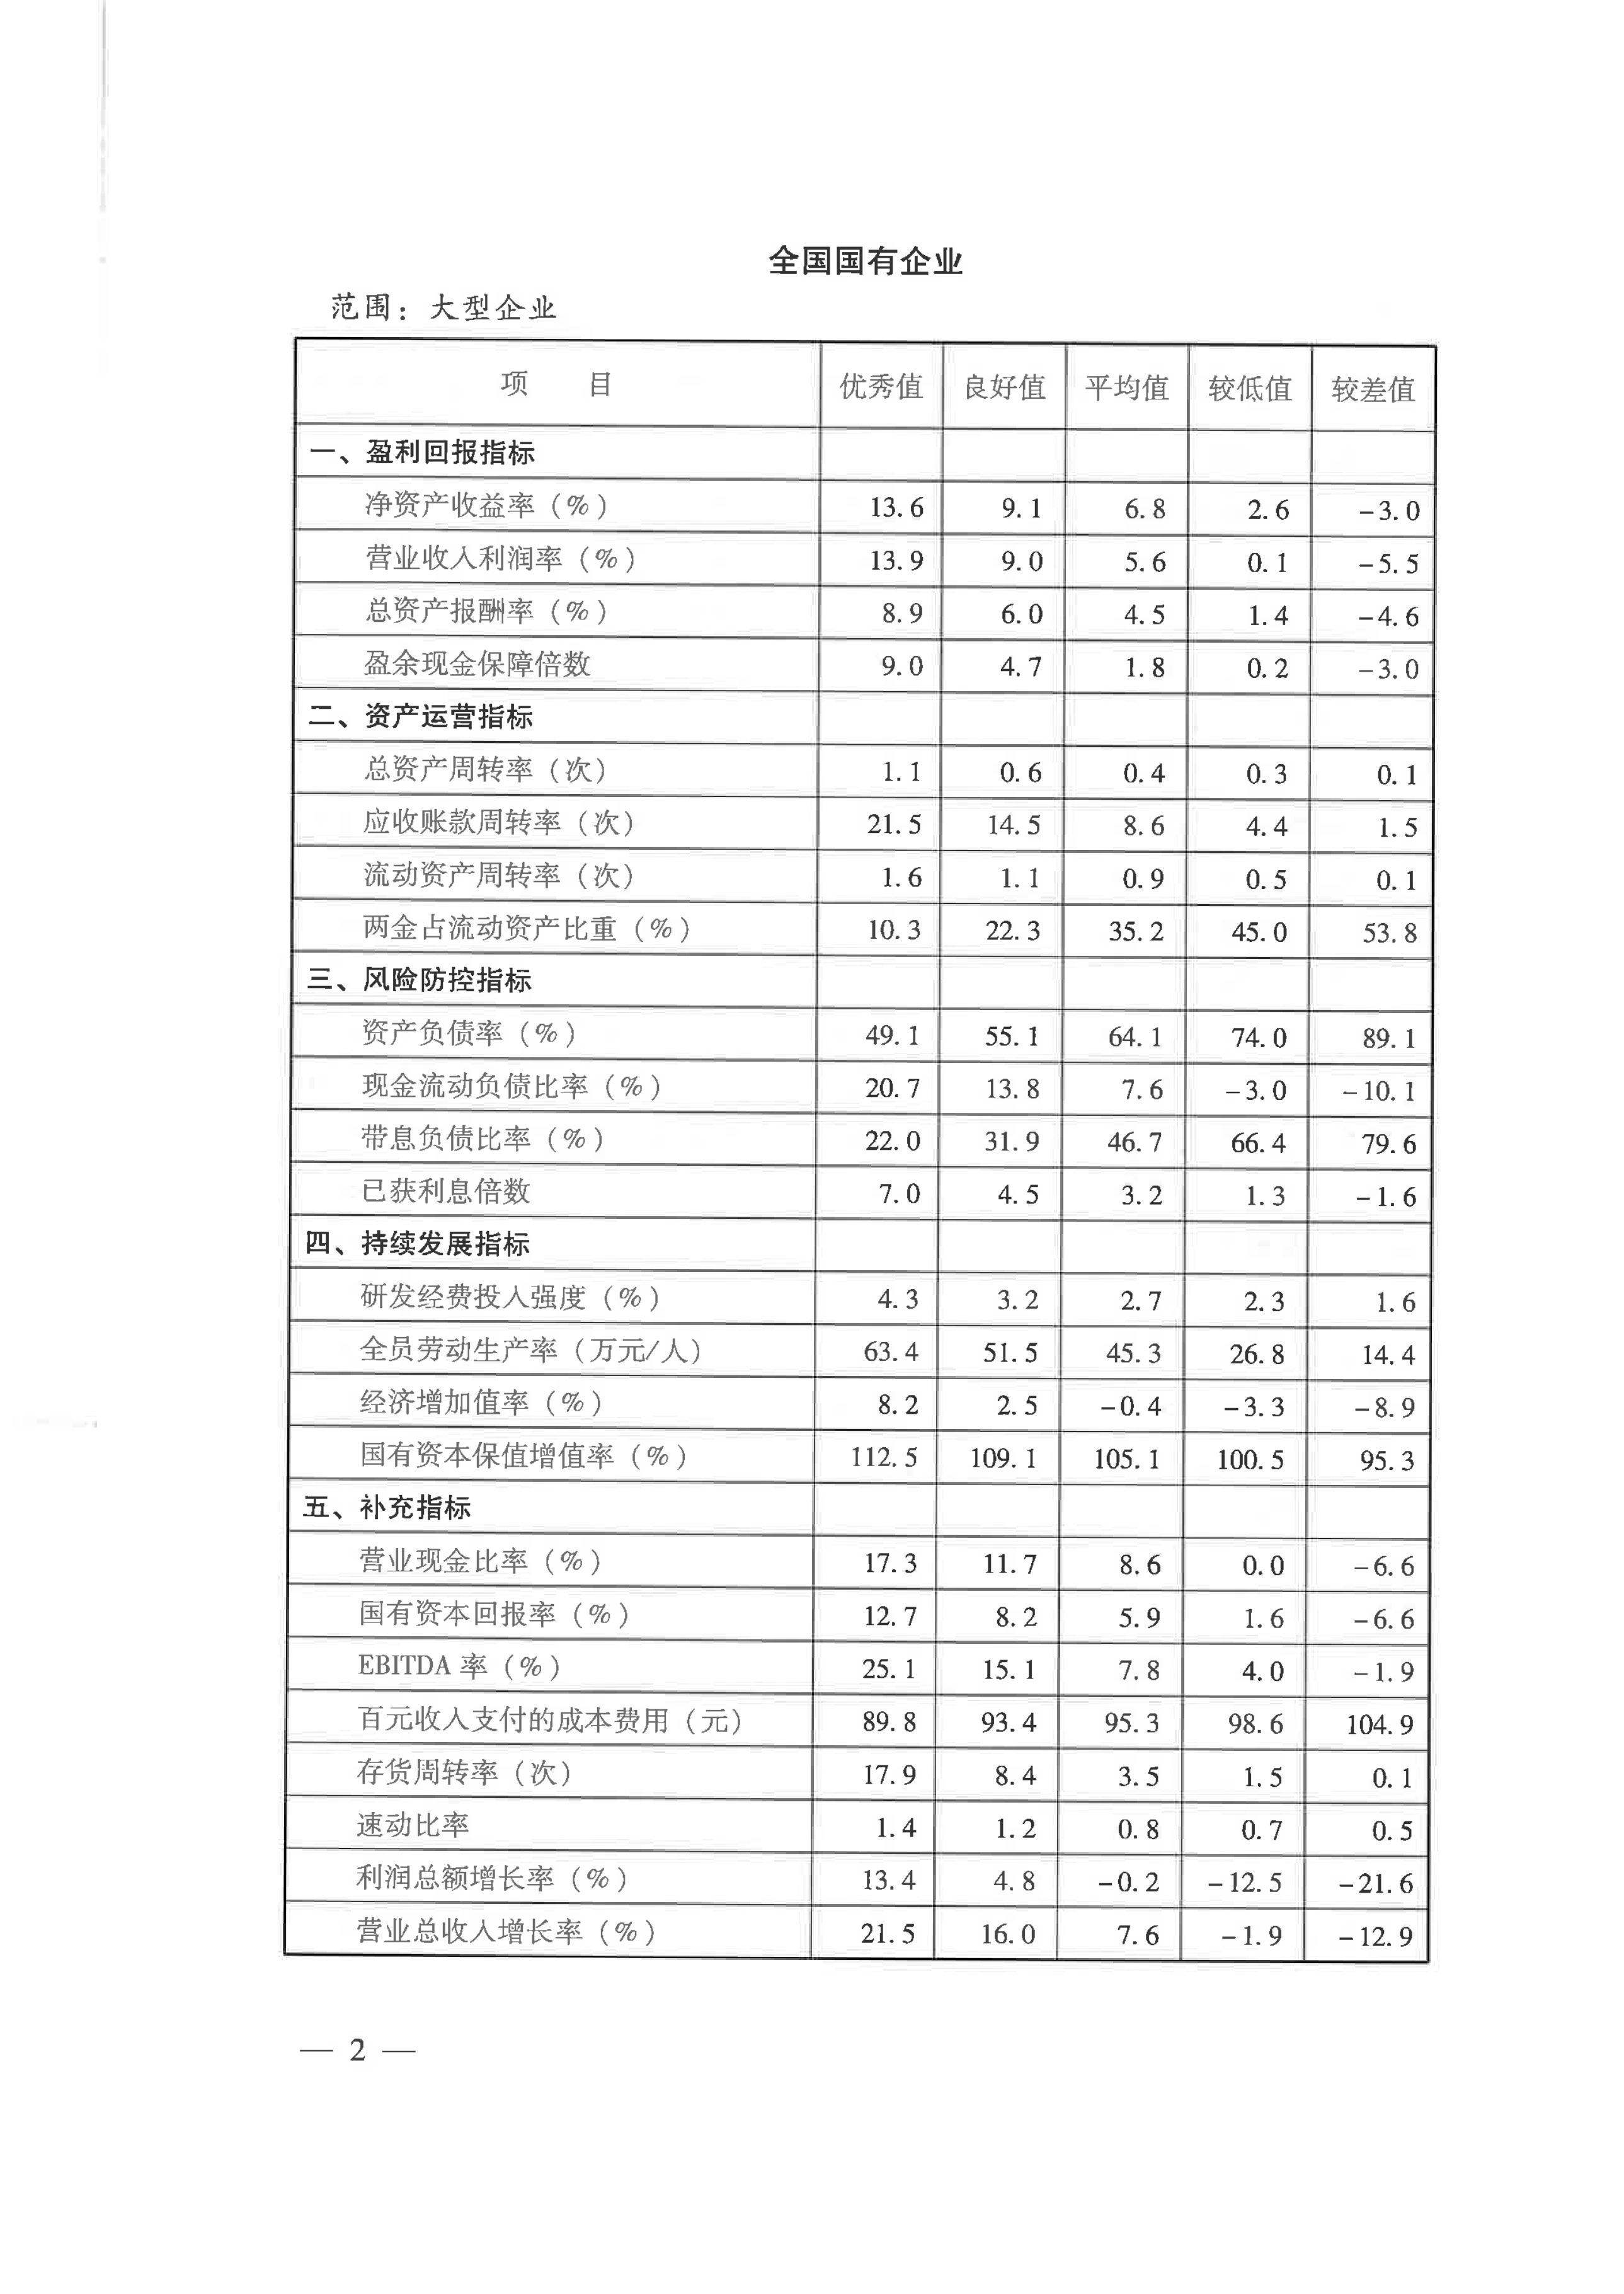 全国国有企业
范围：大型企业
项 目 优秀值 良好值 平均值 较低值 较差值
一、盈利回报指标
净资产收益率（%） 13.6 9.1 6.8 2.6 -3.0
营业收入利润率（%） 13.9 9.0 5.6 0.1 -5.5
总资产报酬率（%） 8.9 6.0 4.5 1.4 -4.6
盈余现金保障倍数 9.0 4.7 1.8 0.2 -3.0
二、资产运营指标
总资产周转率（次） 1.1 0.6 0.4 0.3 0.1
应收账款周转率（次） 21.5 14.5 8.6 4.4 1.5
流动资产周转率（次） 1.6 1.1 0.9 0.5 0.1
两金占流动资产比重（%） 10.3 22.3 35.2 45.0 53.8
三、风险防控指标
资产负债率（%） 49.1 55.1 64.1 74.0 89.1
现金流动负债比率（%） 20.7 13.8 7.6 -3.0 -10.1
带息负债比率（%） 22.0 31.9 46.7 66.4 79.6
已获利息倍数 7.0 4.5 3.2 1.3 -1.6
四、持续发展指标
研发经费投入强度（%） 4.3 3.2 2.7 2.3 1.6
全员劳动生产率（万元/人） 63.4 51.5 45.3 26.8 14.4
经济增加值率（%） 8.2 2.5 -0.4 -3.3 -8.9
国有资本保值增值率（%） 112.5 109.1 105.1 100.5 95.3
五、补充指标
营业现金比率（%） 17.3 11.7 8.6 0.0 -6.6
国有资本回报率（%） 12.7 8.2 5.9 1.6 -6.6
EBITDA 率（%） 25.1 15.1 7.8 4.0 -1.9
百元收入支付的成本费用（元） 89.8 93.4 95.3 98.6 104.9
存货周转率（次） 17.9 8.4 3.5 1.5 0.1
速动比率 1.4 1.2 0.8 0.7 0.5
利润总额增长率（%） 13.4 4.8 -0.2 -12.5 -21.6
营业总收入增长率（%） 21.5 16.0 7.6 -1.9 -12.9
— 2 —